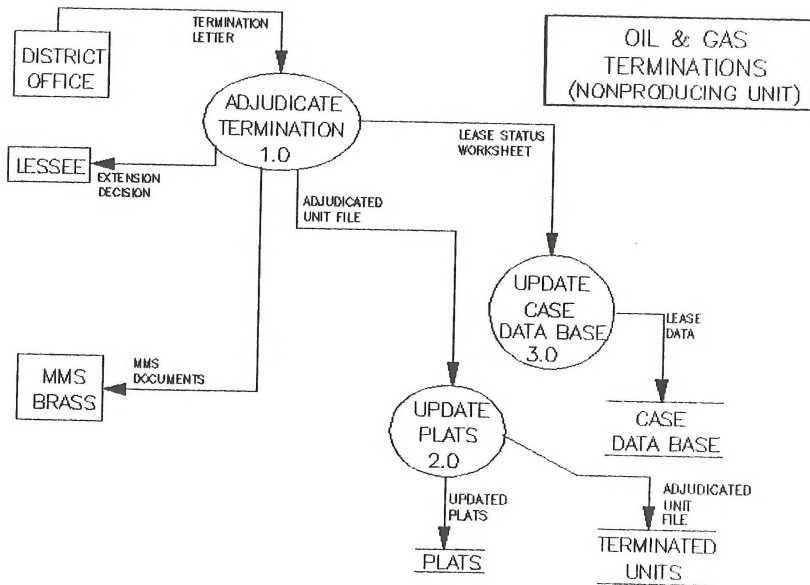 TERMINATION
LETTER
DISTRICT
OFFICE
OIL & GAS
TERMINATIONS
(NONPRODUCING UNIT)
ADJUDICATE
TERMINATION
1.0
LEASE STATUS
WORKSHEET
LESSEE
EXTENSION
DECISION
ADJUDICATED
UNIT FILE
UPDATE
CASE
DATA BASE
3.0
LEASE
DATA
MMS
BRASS
MMS
DOCUMENTS
UPDATE
PLATS
2.0
CASE
DATA BASE
UPDATED
PLATS
ADJUDICATED
UNIT
FILE
PLATS
TERMINATED
UNITS